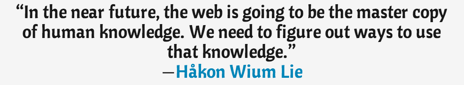 “In the near future, the web is going to be the master copy
of human knowledge. We need to figure out ways to use
that knowledge.”
—Håkon Wium Lie